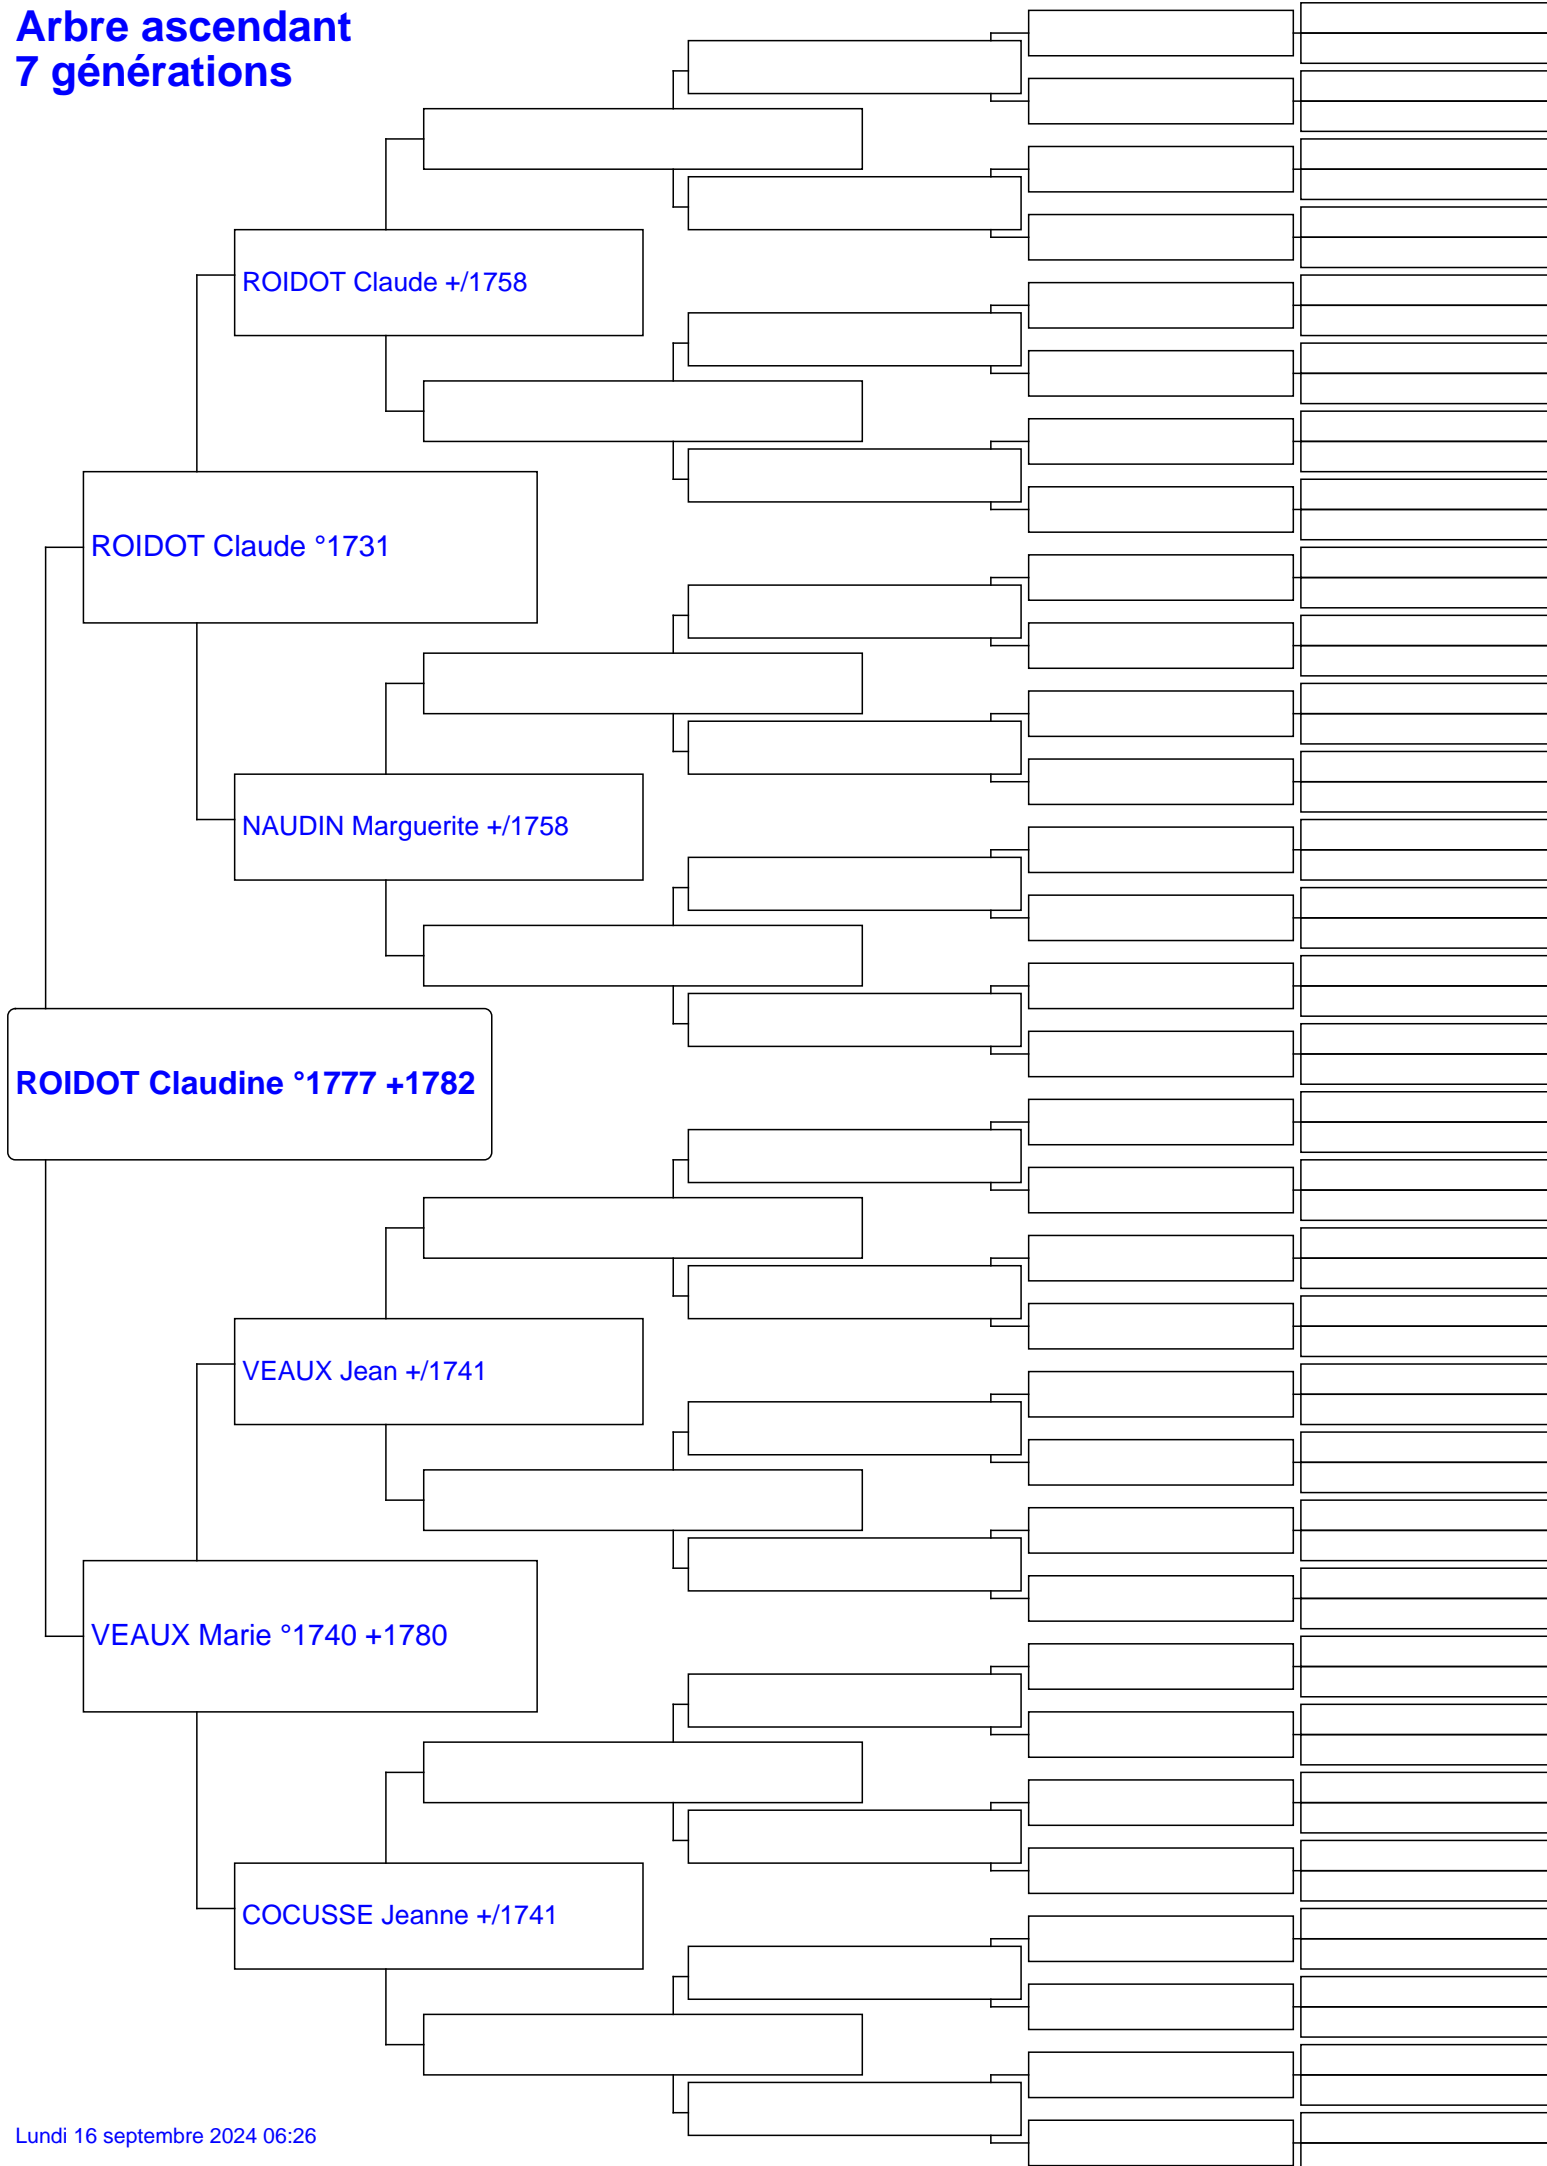 Arbre ascendant
7 générations
ROIDOT Claude +/1758
ROIDOT Claude °1731
NAUDIN Marguerite +/1758
ROIDOT Claudine °1777 +1782
VEAUX Jean +/1741
VEAUX Marie °1740 +1780
COCUSSE Jeanne +/1741
Lundi 16 septembre 2024 06:26